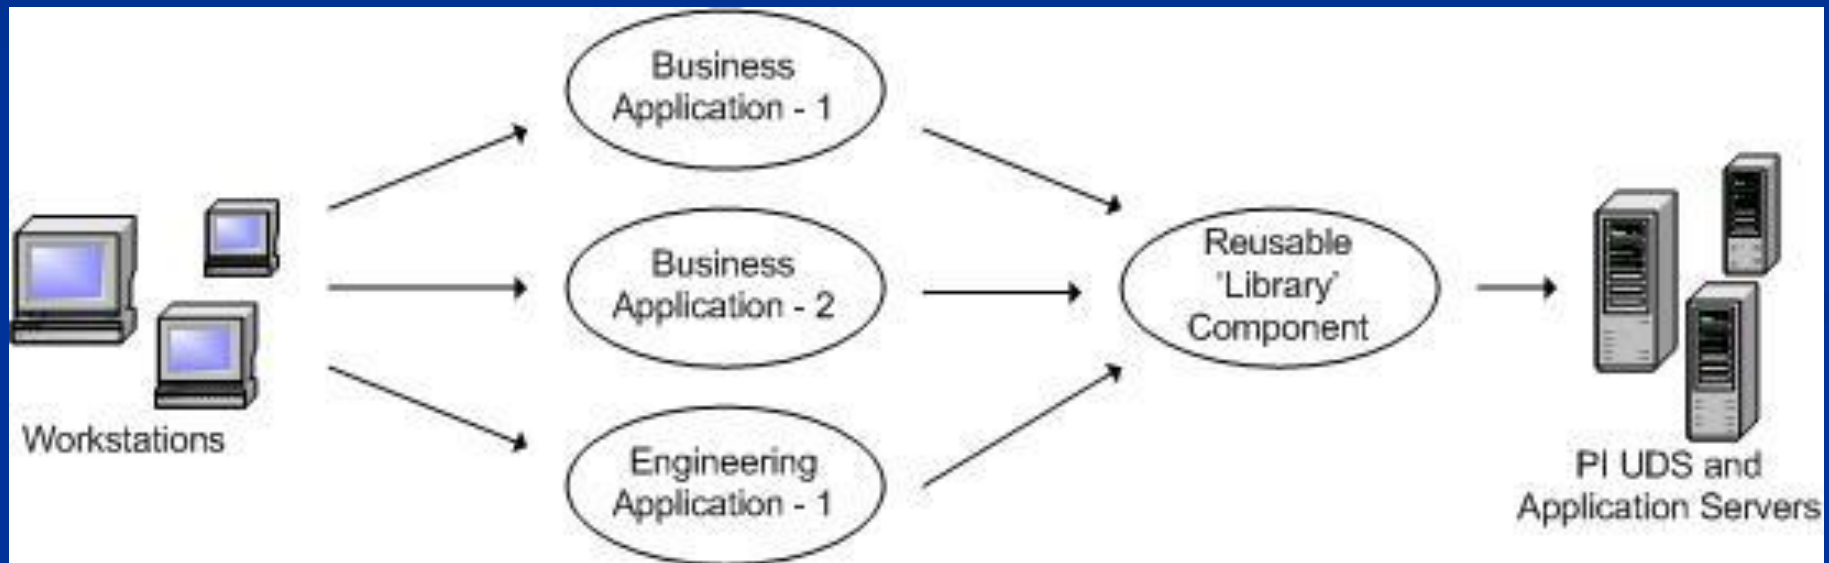 Business
Application - 1
Workstations
Business
Application - 2
Engineering
Application - 1
Reusable
'Library'
Component
PI UDS and
Application Servers